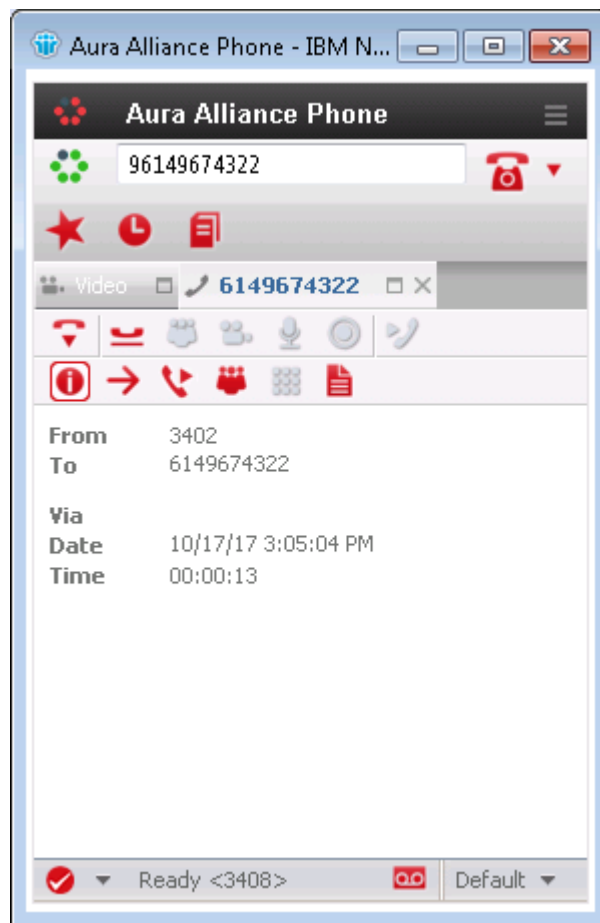 Aura Alliance Phone - IBM N...
Aura Alliance Phone
96149674322
Video
6149674322
From 3402
To 6149674322
Via
Date 10/17/17 3:05:04 PM
Time 00:00:13
Ready <3408>
Default